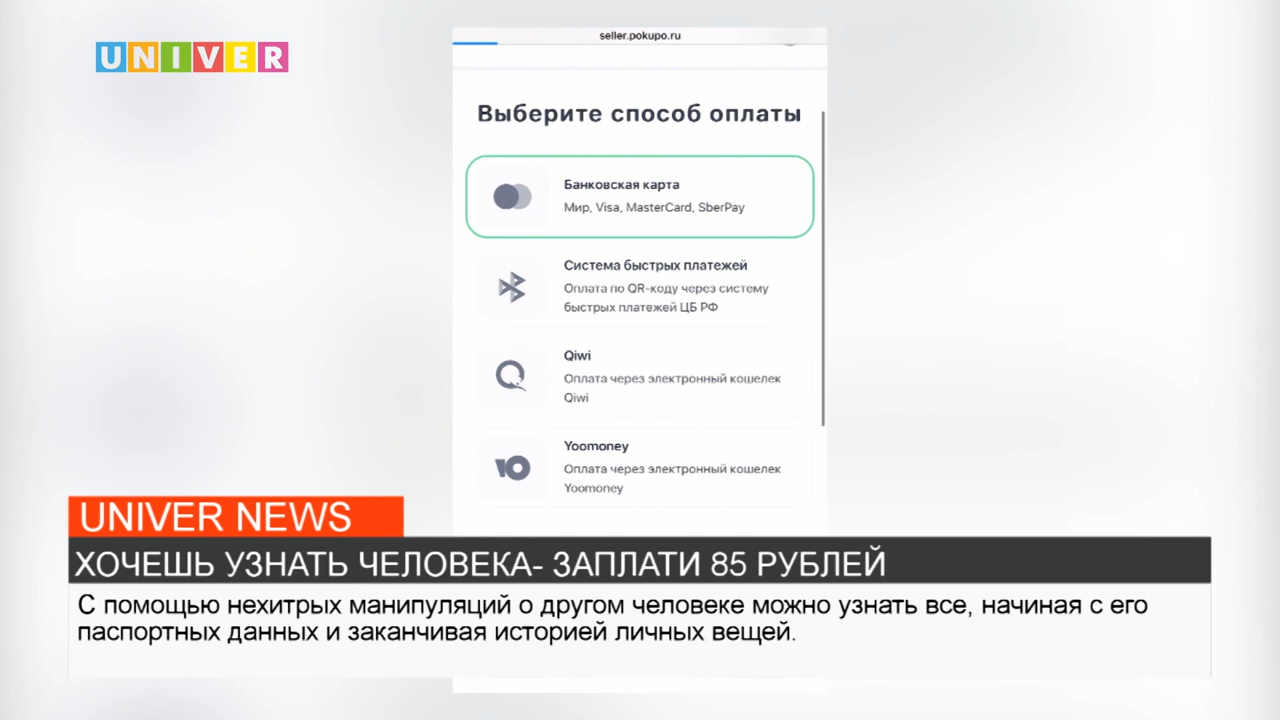 seller.pokupo.ru
UNIVER
Выберите способ оплаты
Банковская карта
Мир, Visa, MasterCard, SberPay
Система быстрых платежей
Оплата по QR-коду через систему
быстрых платежей ЦБ РФ
Qiwi
Оплата через электронный кошелек
Qiwi
Yoomoney
Оплата через электронный кошелек
Yoomoney
UNIVER NEWS
ХОЧЕШЬ УЗНАТЬ ЧЕЛОВЕКА- ЗАПЛАТИ 85 РУБЛЕЙ
С помощью нехитрых манипуляций о другом человеке можно узнать все, начиная с его
паспортных данных и заканчивая историей личных вещей.